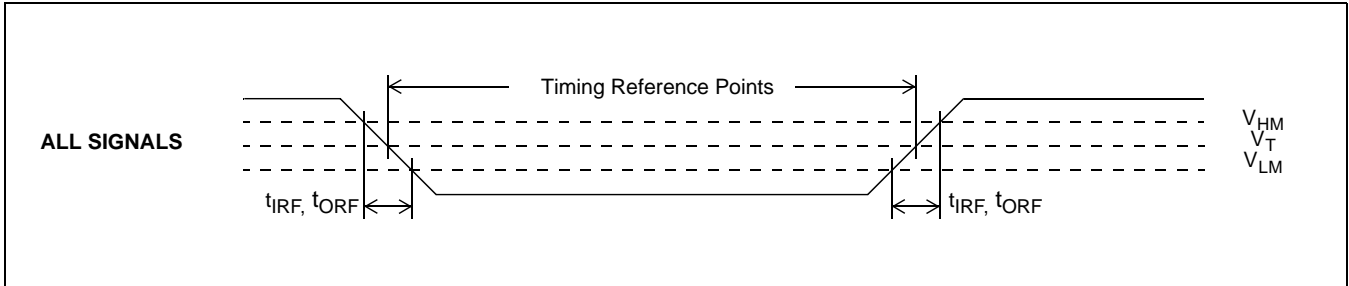 Timing Reference Points
ALL SIGNALS
V_HM
V_T
V_LM
t_IRF, t_ORF
t_IRF, t_ORF